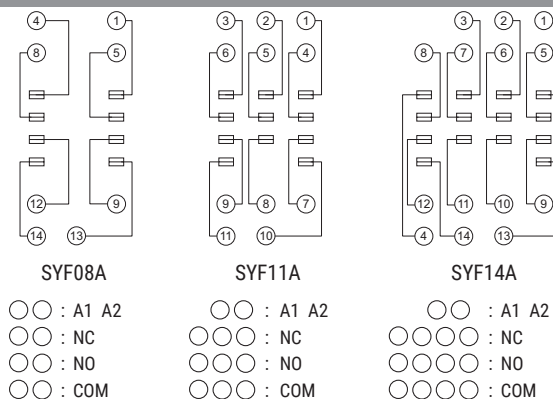 4 1 3 2 1 3 2 1
8 5 6 5 4 8 7 6 5
12 9 9 8 7 12 11 10 9
14 13 11 10 4 14 13
SYF08A SYF11A SYF14A
: A1 A2 : A1 A2 : A1 A2
: NC : NC : NC
: NO : NO : NO
: COM : COM : COM